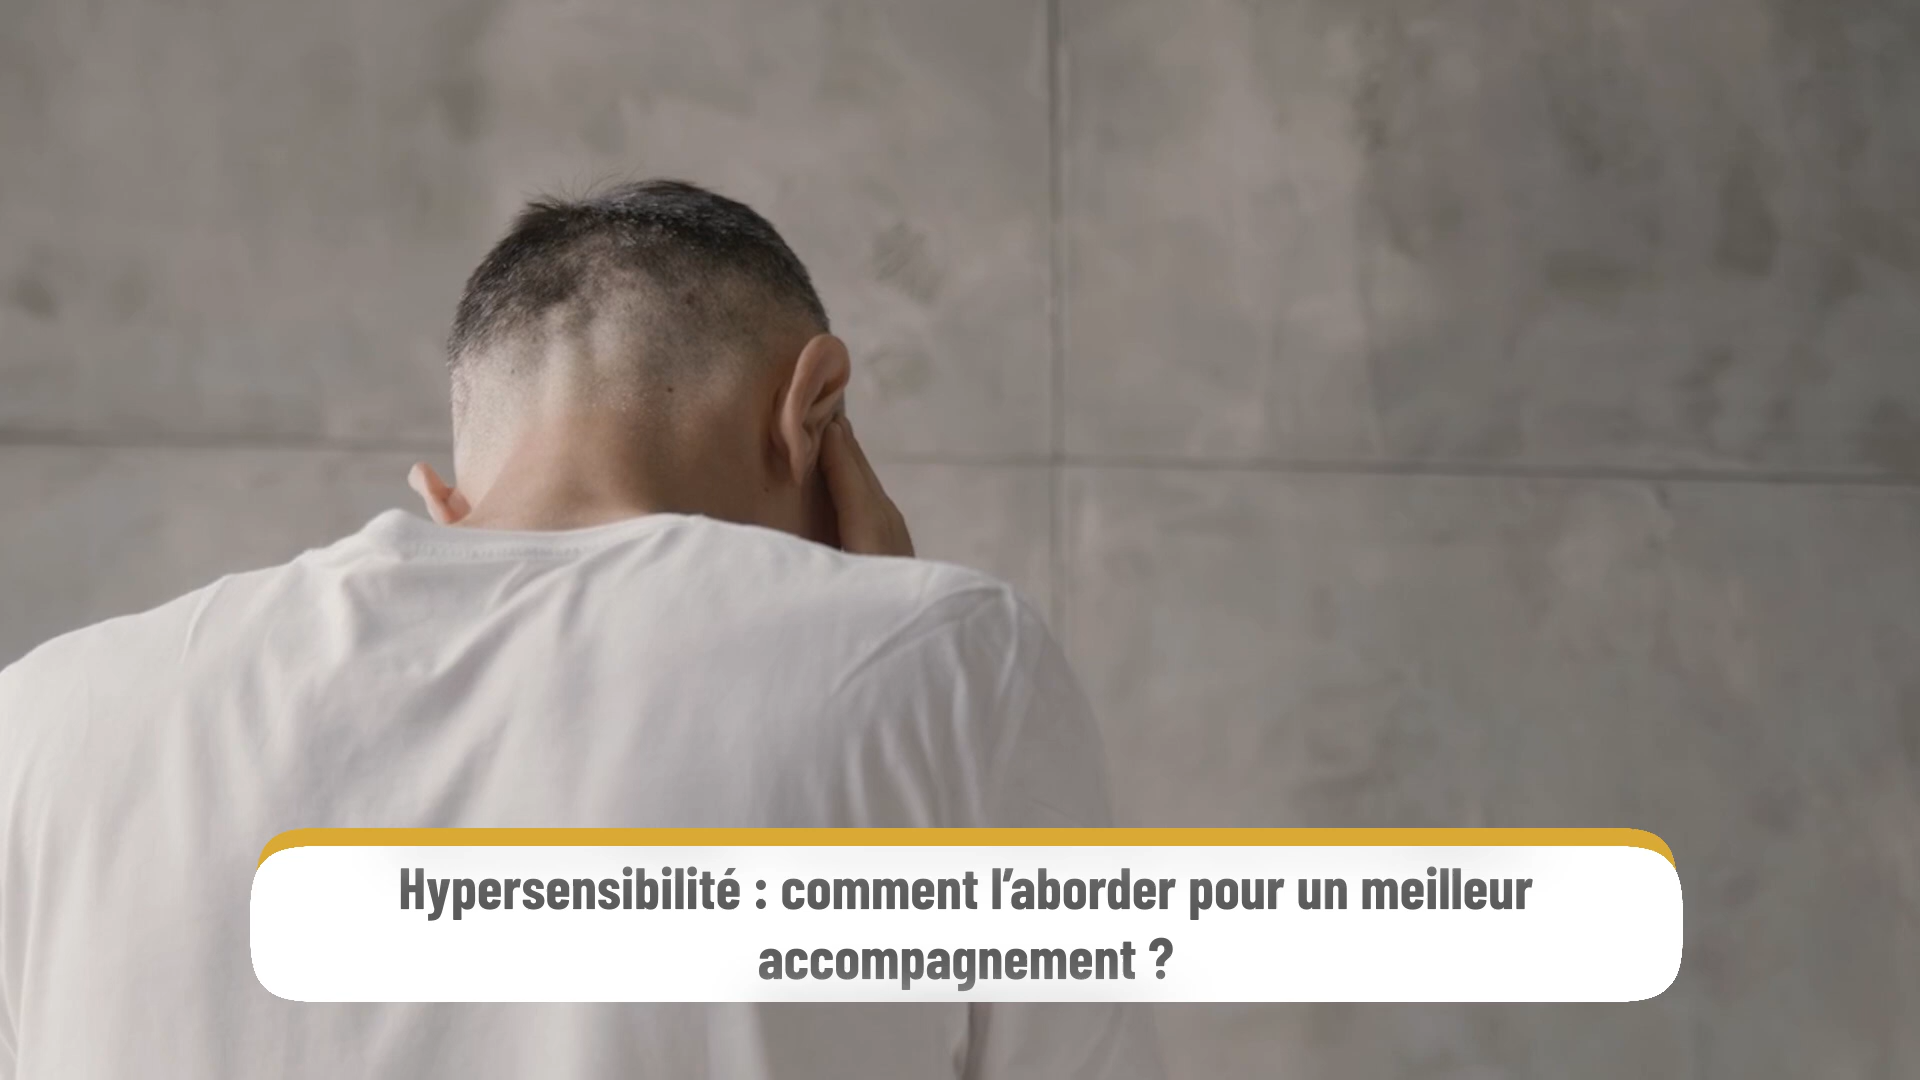 Hypersensibilité : comment l’aborder pour un meilleur
accompagnement ?